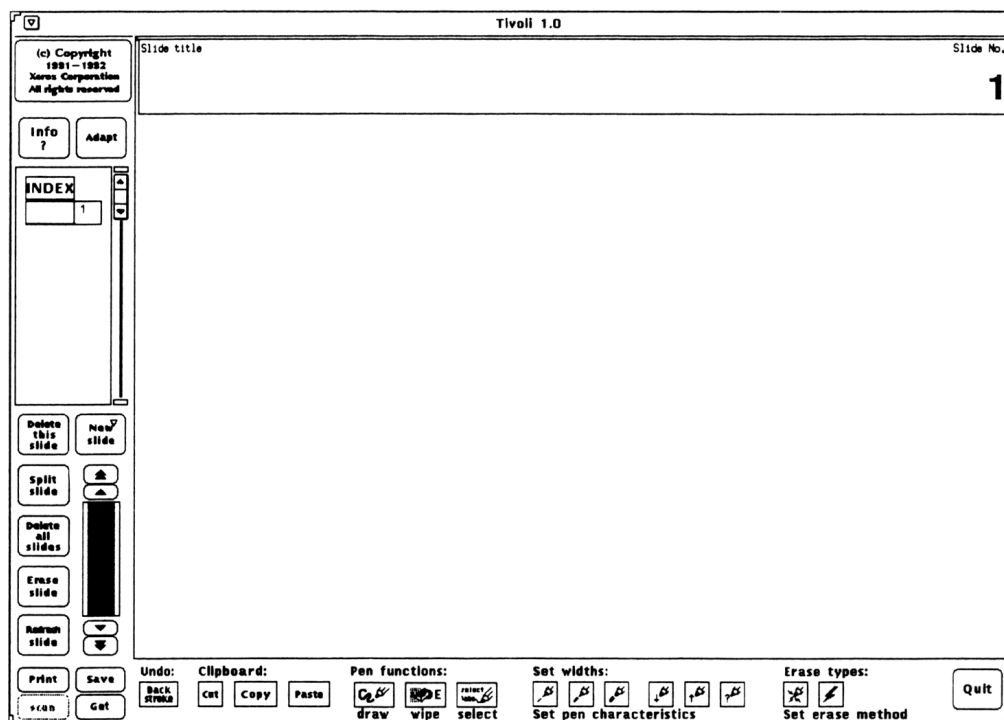 Tivoli 1.0
(c) Copyright
1991-1992
Xerox Corporation
All rights reserved
Slide title
Slide No.
1
Info
?
Adapt
INDEX
1
Delete
this
slide
New
slide
Split
slide
Delete
all
slides
Erase
slide
Refresh
slide
Print
Save
scan
Get
Undo:
Back
stroke
Clipboard:
Cut
Copy
Paste
Pen functions:
draw
wipe
select
Set widths:
Set pen characteristics
Erase types:
Set erase method
Quit